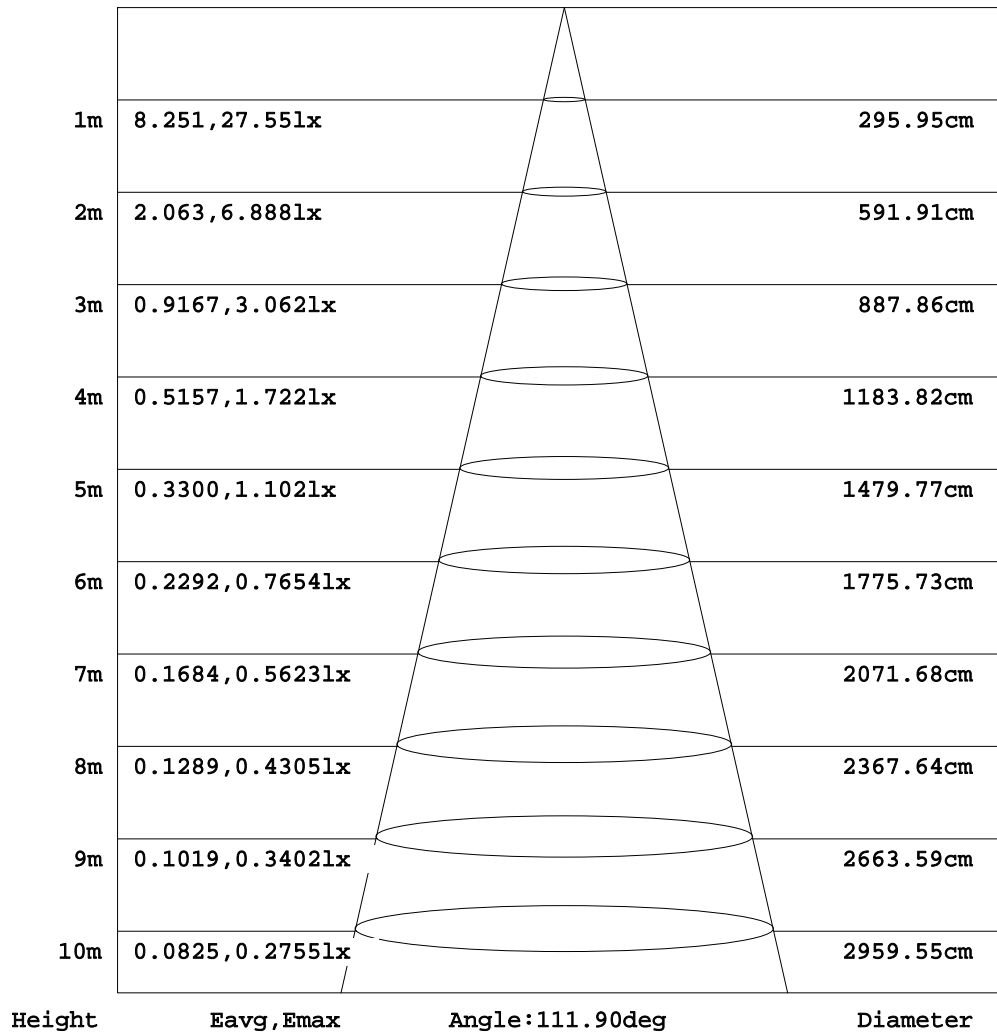 1m 8.251,27.55lx 295.95cm
2m 2.063,6.888lx 591.91cm
3m 0.9167,3.062lx 887.86cm
4m 0.5157,1.722lx 1183.82cm
5m 0.3300,1.102lx 1479.77cm
6m 0.2292,0.7654lx 1775.73cm
7m 0.1684,0.5623lx 2071.68cm
8m 0.1289,0.4305lx 2367.64cm
9m 0.1019,0.3402lx 2663.59cm
10m 0.0825,0.2755lx 2959.55cm
Height Eavg,Emax Angle:111.90deg Diameter